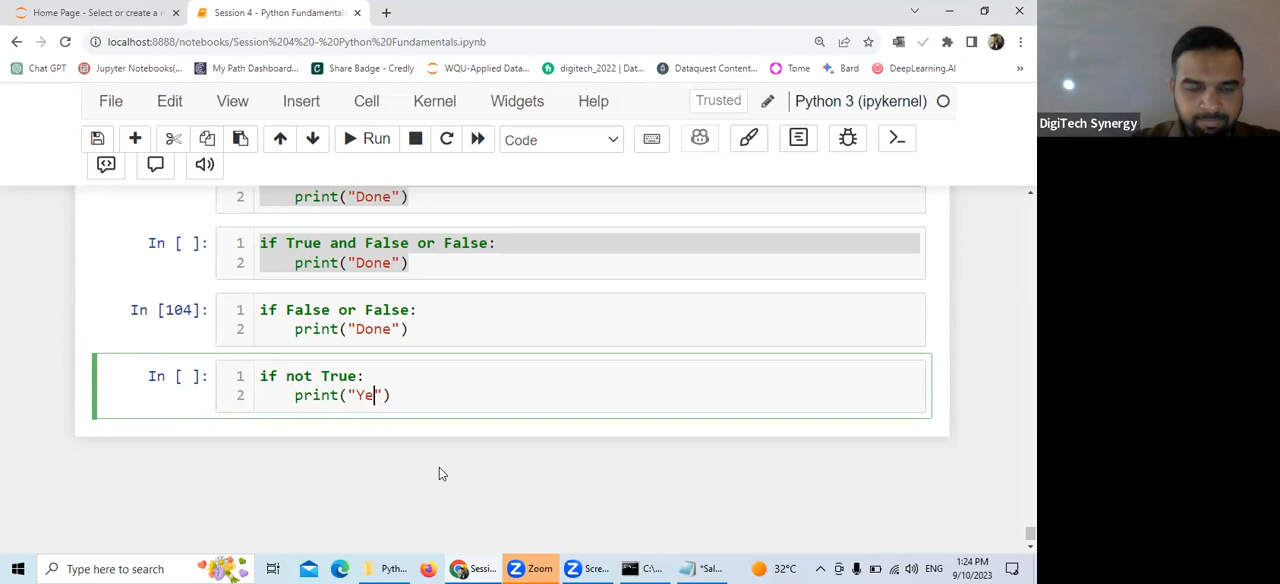 Home Page - Select or create a n
Session 4 - Python Fundamentals
localhost:8888/notebooks/Session%204%20-%20Python%20Fundamentals.ipynb
Chat GPT
Jupyter Notebooks(...
My Path Dashboard...
Share Badge - Credly
WQU-Applied Data...
digitech_2022 | Dat...
Dataquest Content...
Tome
Bard
DeepLearning.AI
»
File Edit View Insert Cell Kernel Widgets Help
Trusted
Python 3 (ipykernel)
Run
Code
2 print("Done")
In [ ]: 1 if True and False or False:
2 print("Done")
In [104]: 1 if False or False:
2 print("Done")
In [ ]: 1 if not True:
2 print("Ye")
DigiTech Synergy
Type here to search
Pyth...
Sessi...
Zoom
Scre...
C:\...
*Sal...
32°C
ENG
1:24 PM
9/10/2023